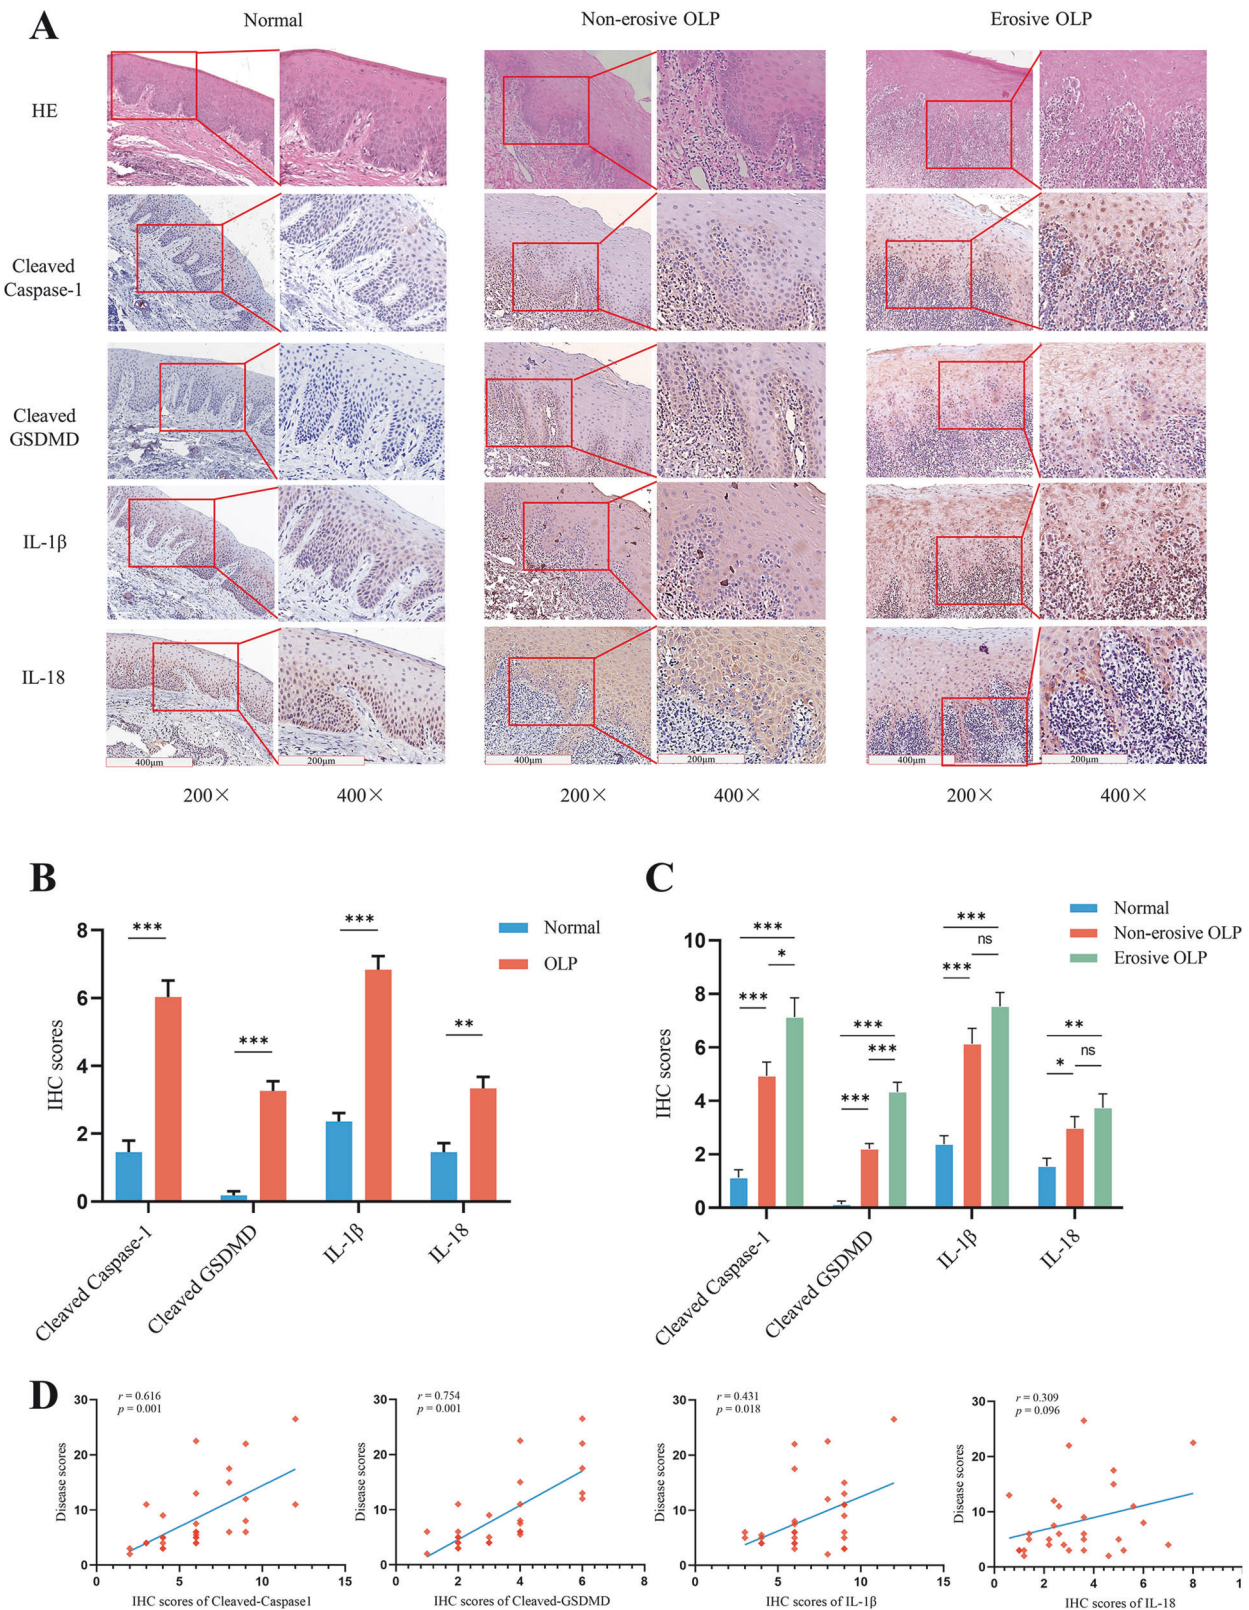 A
Normal
Non-erosive OLP
Erosive OLP
HE
Cleaved
Caspase-1
Cleaved
GSDMD
IL-1β
IL-18
400μm
200μm
400μm
200μm
400μm
200μm
200×
400×
200×
400×
200×
400×
B
IHC scores
8
6
4
2
0
***
***
***
**
Normal
OLP
Cleaved Caspase-1
Cleaved GSDMD
IL-1β
IL-18
C
IHC scores
10
8
6
4
2
0
***
*
***
***
***
***
***
ns
***
**
ns
*
Normal
Non-erosive OLP
Erosive OLP
Cleaved Caspase-1
Cleaved GSDMD
IL-1β
IL-18
D
r = 0.616
p = 0.001
Disease scores
30
20
10
0
0 5 10 15
IHC scores of Cleaved-Caspase1
r = 0.754
p = 0.001
Disease scores
30
20
10
0
0 2 4 6 8
IHC scores of Cleaved-GSDMD
r = 0.431
p = 0.018
Disease scores
30
20
10
0
0 5 10 15
IHC scores of IL-1β
r = 0.309
p = 0.096
Disease scores
30
20
10
0
0 2 4 6 8 1
IHC scores of IL-18